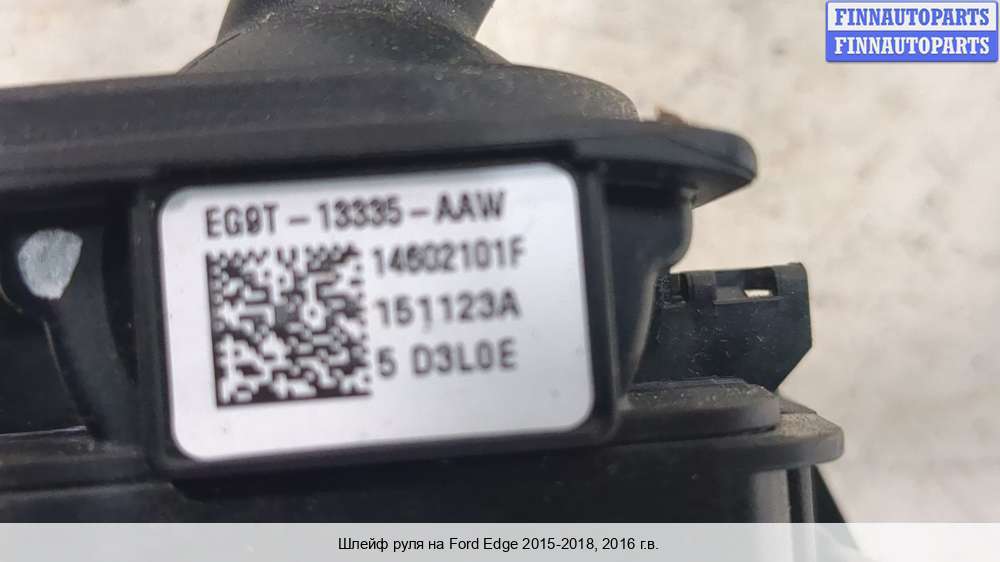 FINNAUTOPARTS
FINNAUTOPARTS
EG9T-13335-AAW
14602101F
151123A
5 D3L0E
Шлейф руля на Ford Edge 2015-2018, 2016 г.в.